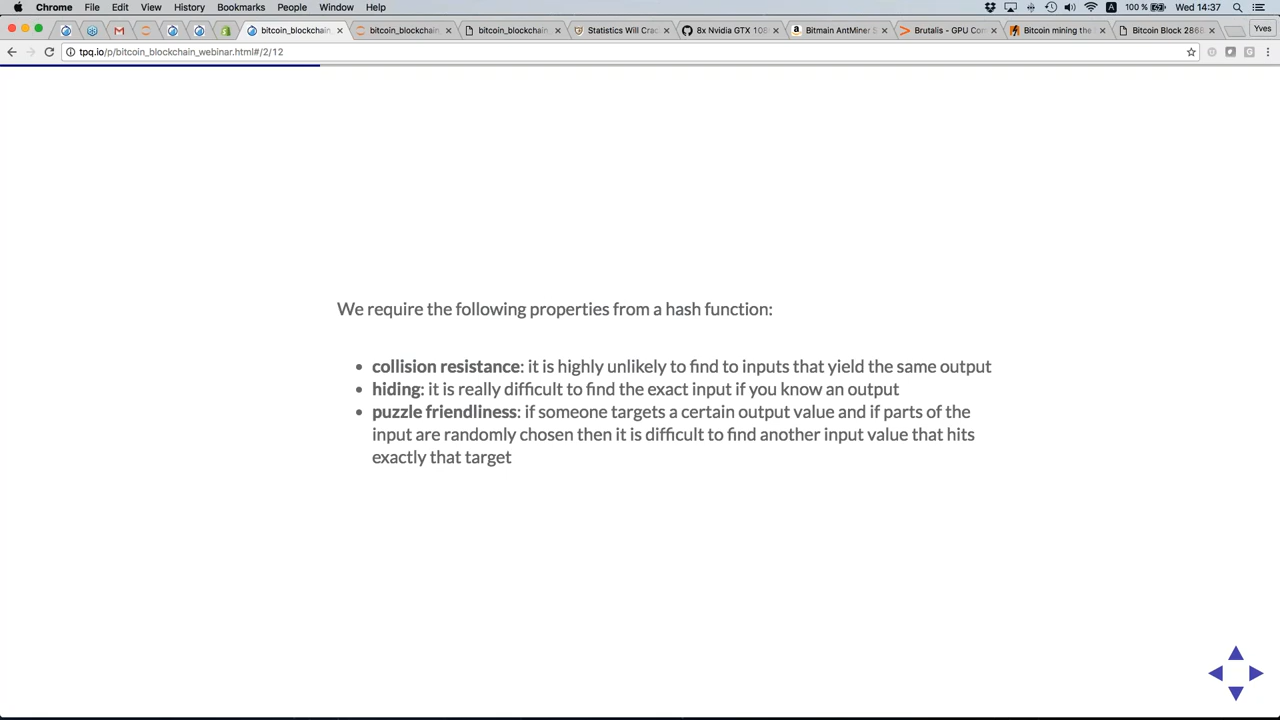 Chrome File Edit View History Bookmarks People Window Help 100 % Wed 14:37
bitcoin_blockchain_ bitcoin_blockchain_ bitcoin_blockchain_ Statistics Will Crac 8x Nvidia GTX 108 Bitmain AntMiner S Brutalis - GPU Con Bitcoin mining the Bitcoin Block 2868 Yves
tpq.io/p/bitcoin_blockchain_webinar.html#/2/12
We require the following properties from a hash function:
• collision resistance: it is highly unlikely to find to inputs that yield the same output
• hiding: it is really difficult to find the exact input if you know an output
• puzzle friendliness: if someone targets a certain output value and if parts of the
input are randomly chosen then it is difficult to find another input value that hits
exactly that target